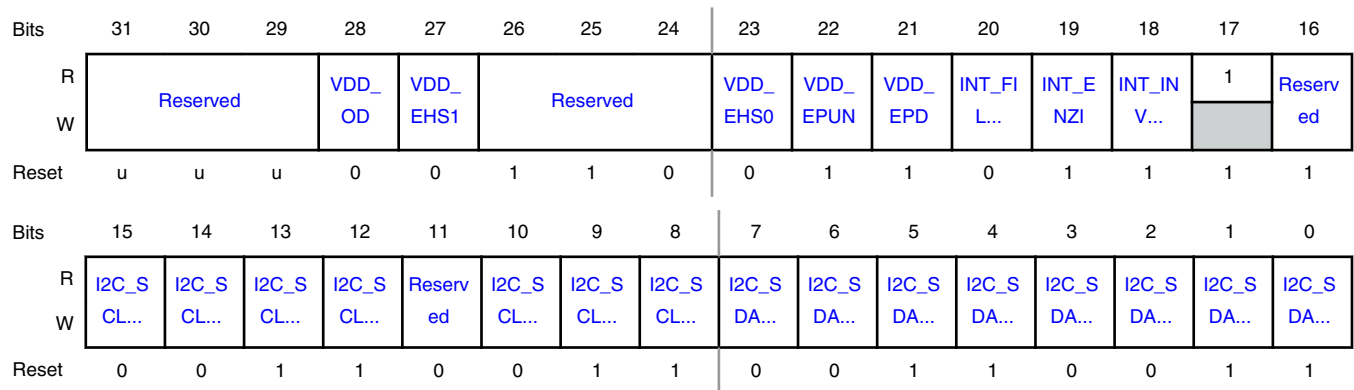 Bits 31 30 29 28 27 26 25 24 23 22 21 20 19 18 17 16
R Reserved VDD_ VDD_ Reserved VDD_ VDD_ VDD_ INT_FI INT_E INT_IN 1 Reserv
W OD EHS1 EHS0 EPUN EPD L... NZI V... ed
Reset u u u 0 0 1 1 0 0 1 1 0 1 1 1 1
Bits 15 14 13 12 11 10 9 8 7 6 5 4 3 2 1 0
R I2C_S I2C_S I2C_S I2C_S Reserv I2C_S I2C_S I2C_S I2C_S I2C_S I2C_S I2C_S I2C_S I2C_S I2C_S I2C_S
W CL... CL... CL... CL... ed CL... CL... CL... DA... DA... DA... DA... DA... DA... DA... DA...
Reset 0 0 1 1 0 0 1 1 0 0 1 1 0 0 1 1